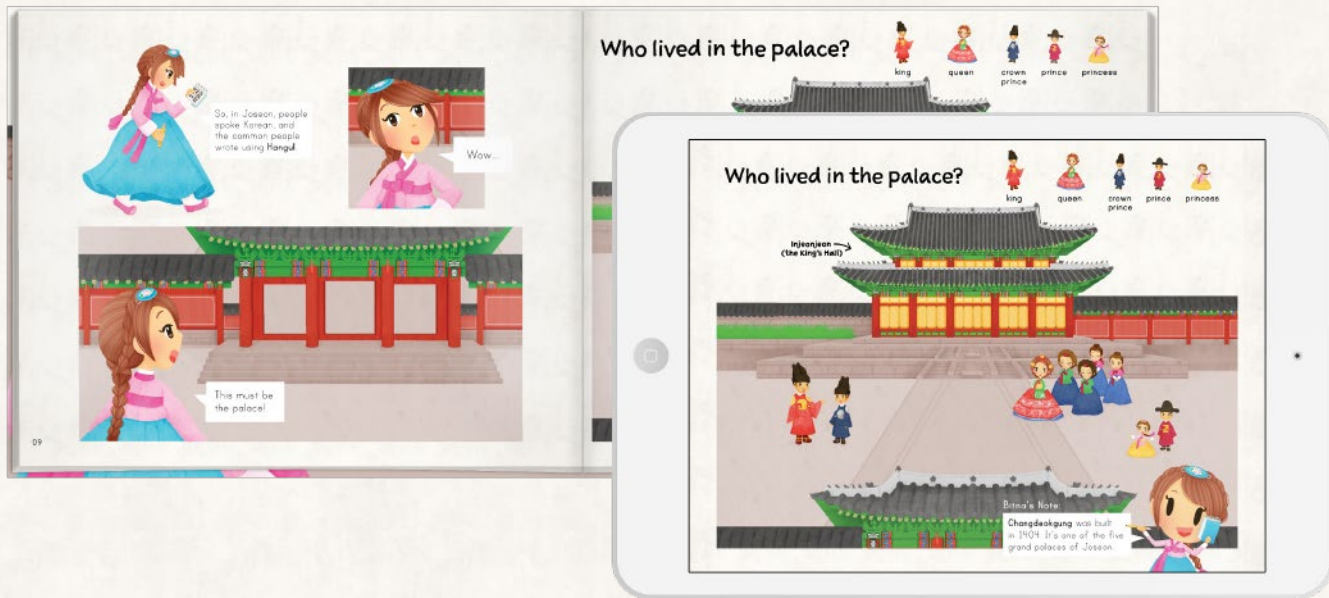 So, in Joseon, people
spoke Korean, and
the common people
wrote using Hangul.
Wow...
This must be
the palace!
09
Who lived in the palace?
king
queen
crown
prince
prince
princess
Who lived in the palace?
king
queen
crown
prince
prince
princess
Injeonjeon
(the King's Hall)
Bitna's Note:
Changdeokgung was built
in 1404. It's one of the five
grand palaces of Joseon.